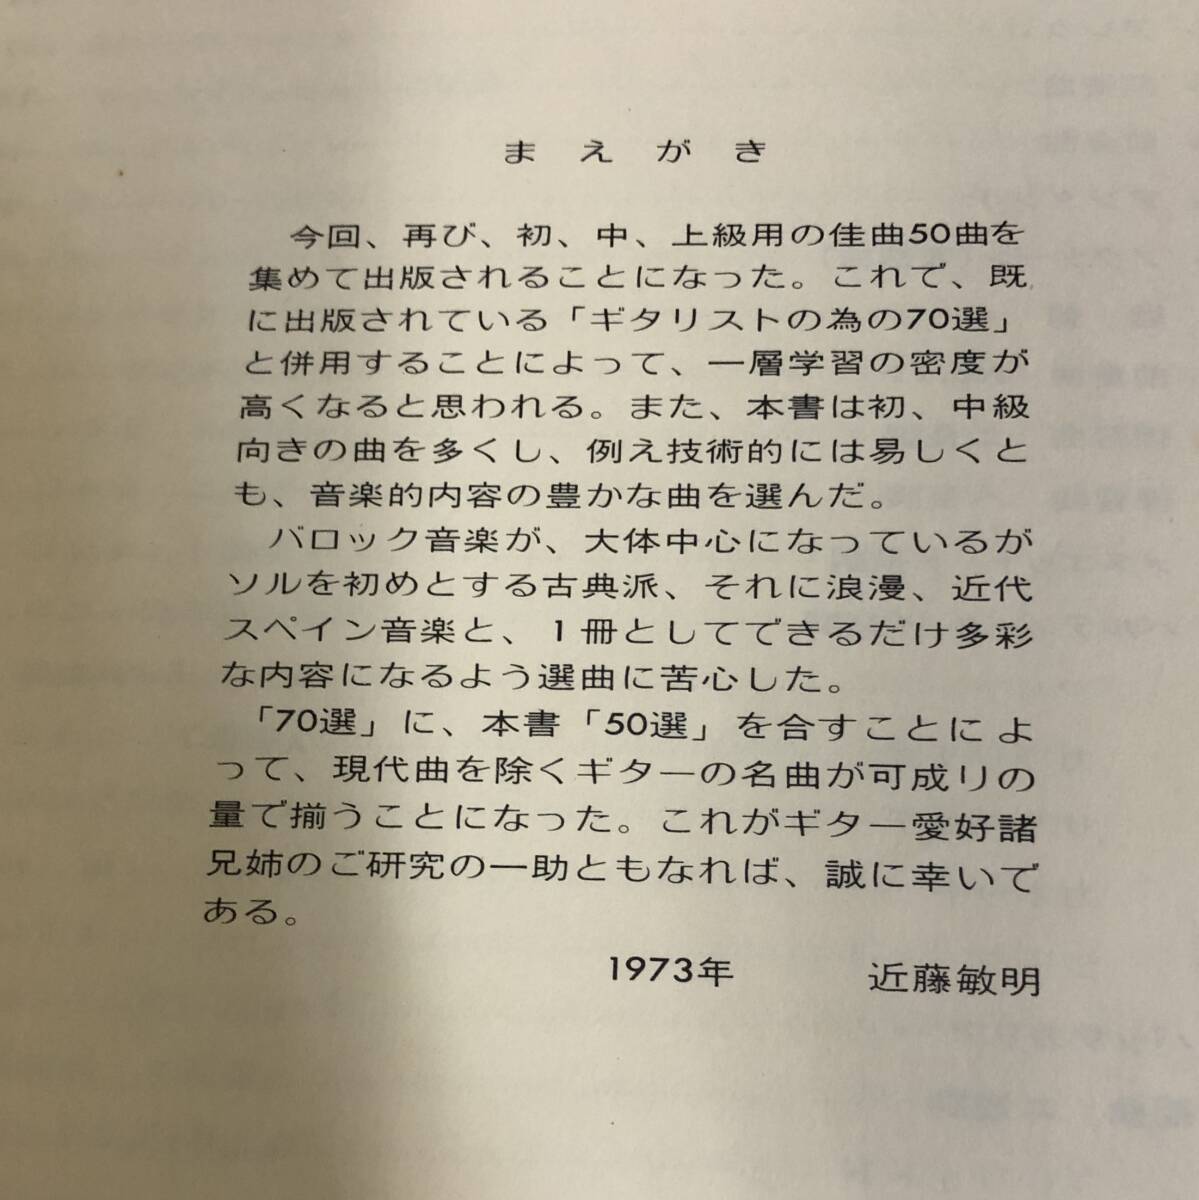 まえがき
今回、再び、初、中、上級用の佳曲50曲を
集めて出版されることになった。これで、既
に出版されている「ギタリストの為の70選」
と併用することによって、一層学習の密度が
高くなると思われる。また、本書は初、中級
向きの曲を多くし、例え技術的には易しくと
も、音楽的内容の豊かな曲を選んだ。
バロック音楽が、大体中心になっているが
ソルを初めとする古典派、それに浪漫、近代
スペイン音楽と、1冊としてできるだけ多彩
な内容になるよう選曲に苦心した。
「70選」に、本書「50選」を合すことによ
って、現代曲を除くギターの名曲が可成りの
量で揃うことになった。これがギター愛好諸
兄姉のご研究の一助ともなれば、誠に幸いで
ある。
1973年 近藤敏明